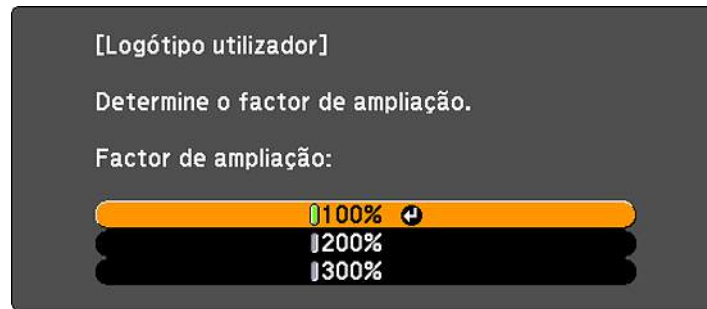 [Logótipo utilizador]
Determine o factor de ampliação.
Factor de ampliação:
100%
200%
300%